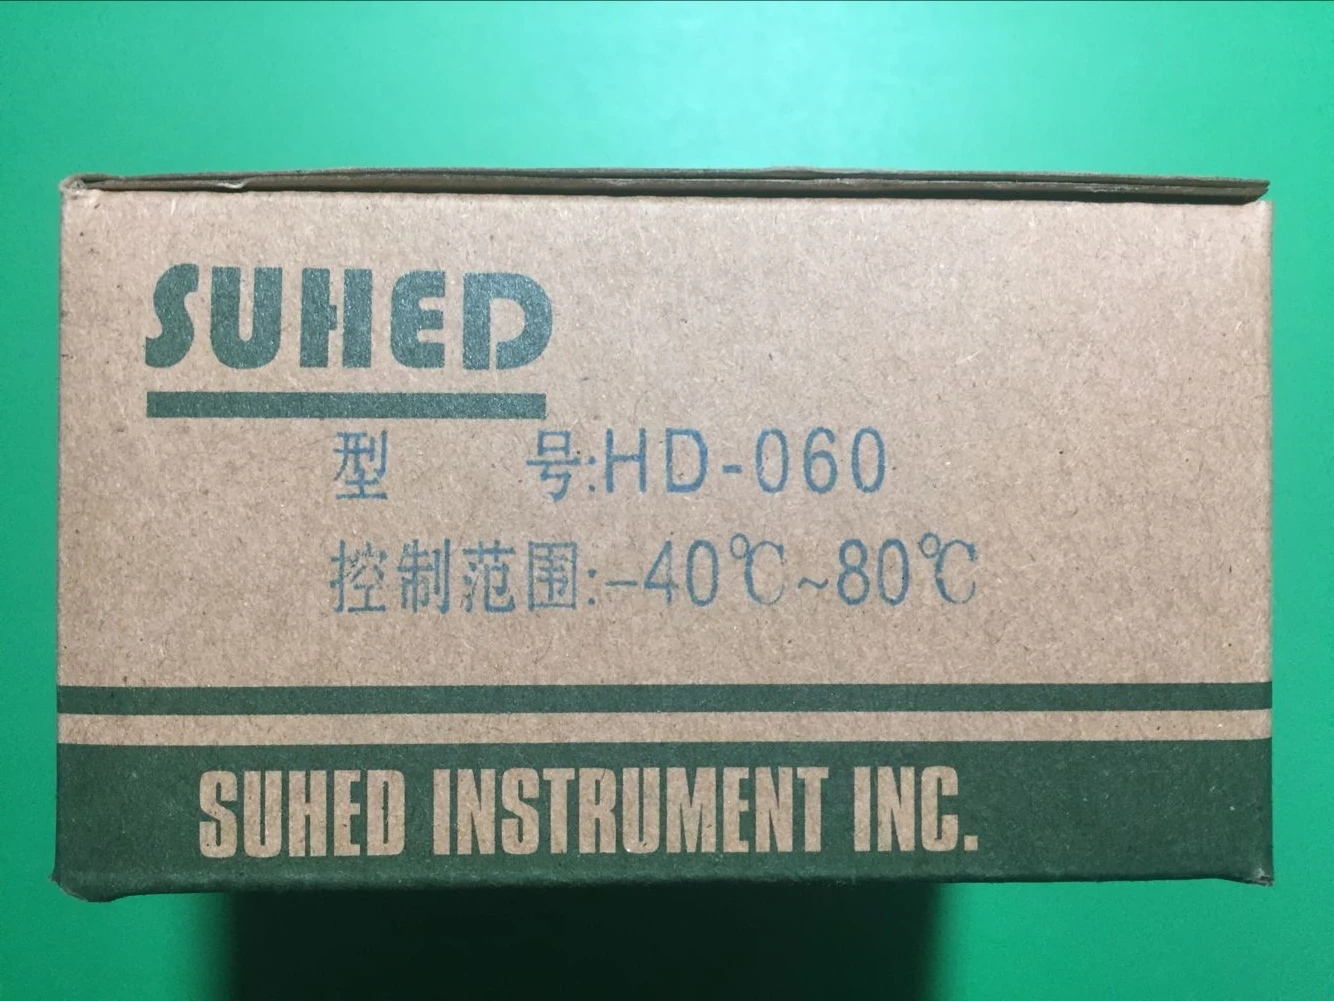 SUHED
型 号:HD-060
控制范围:-40℃~80℃
SUHED INSTRUMENT INC.